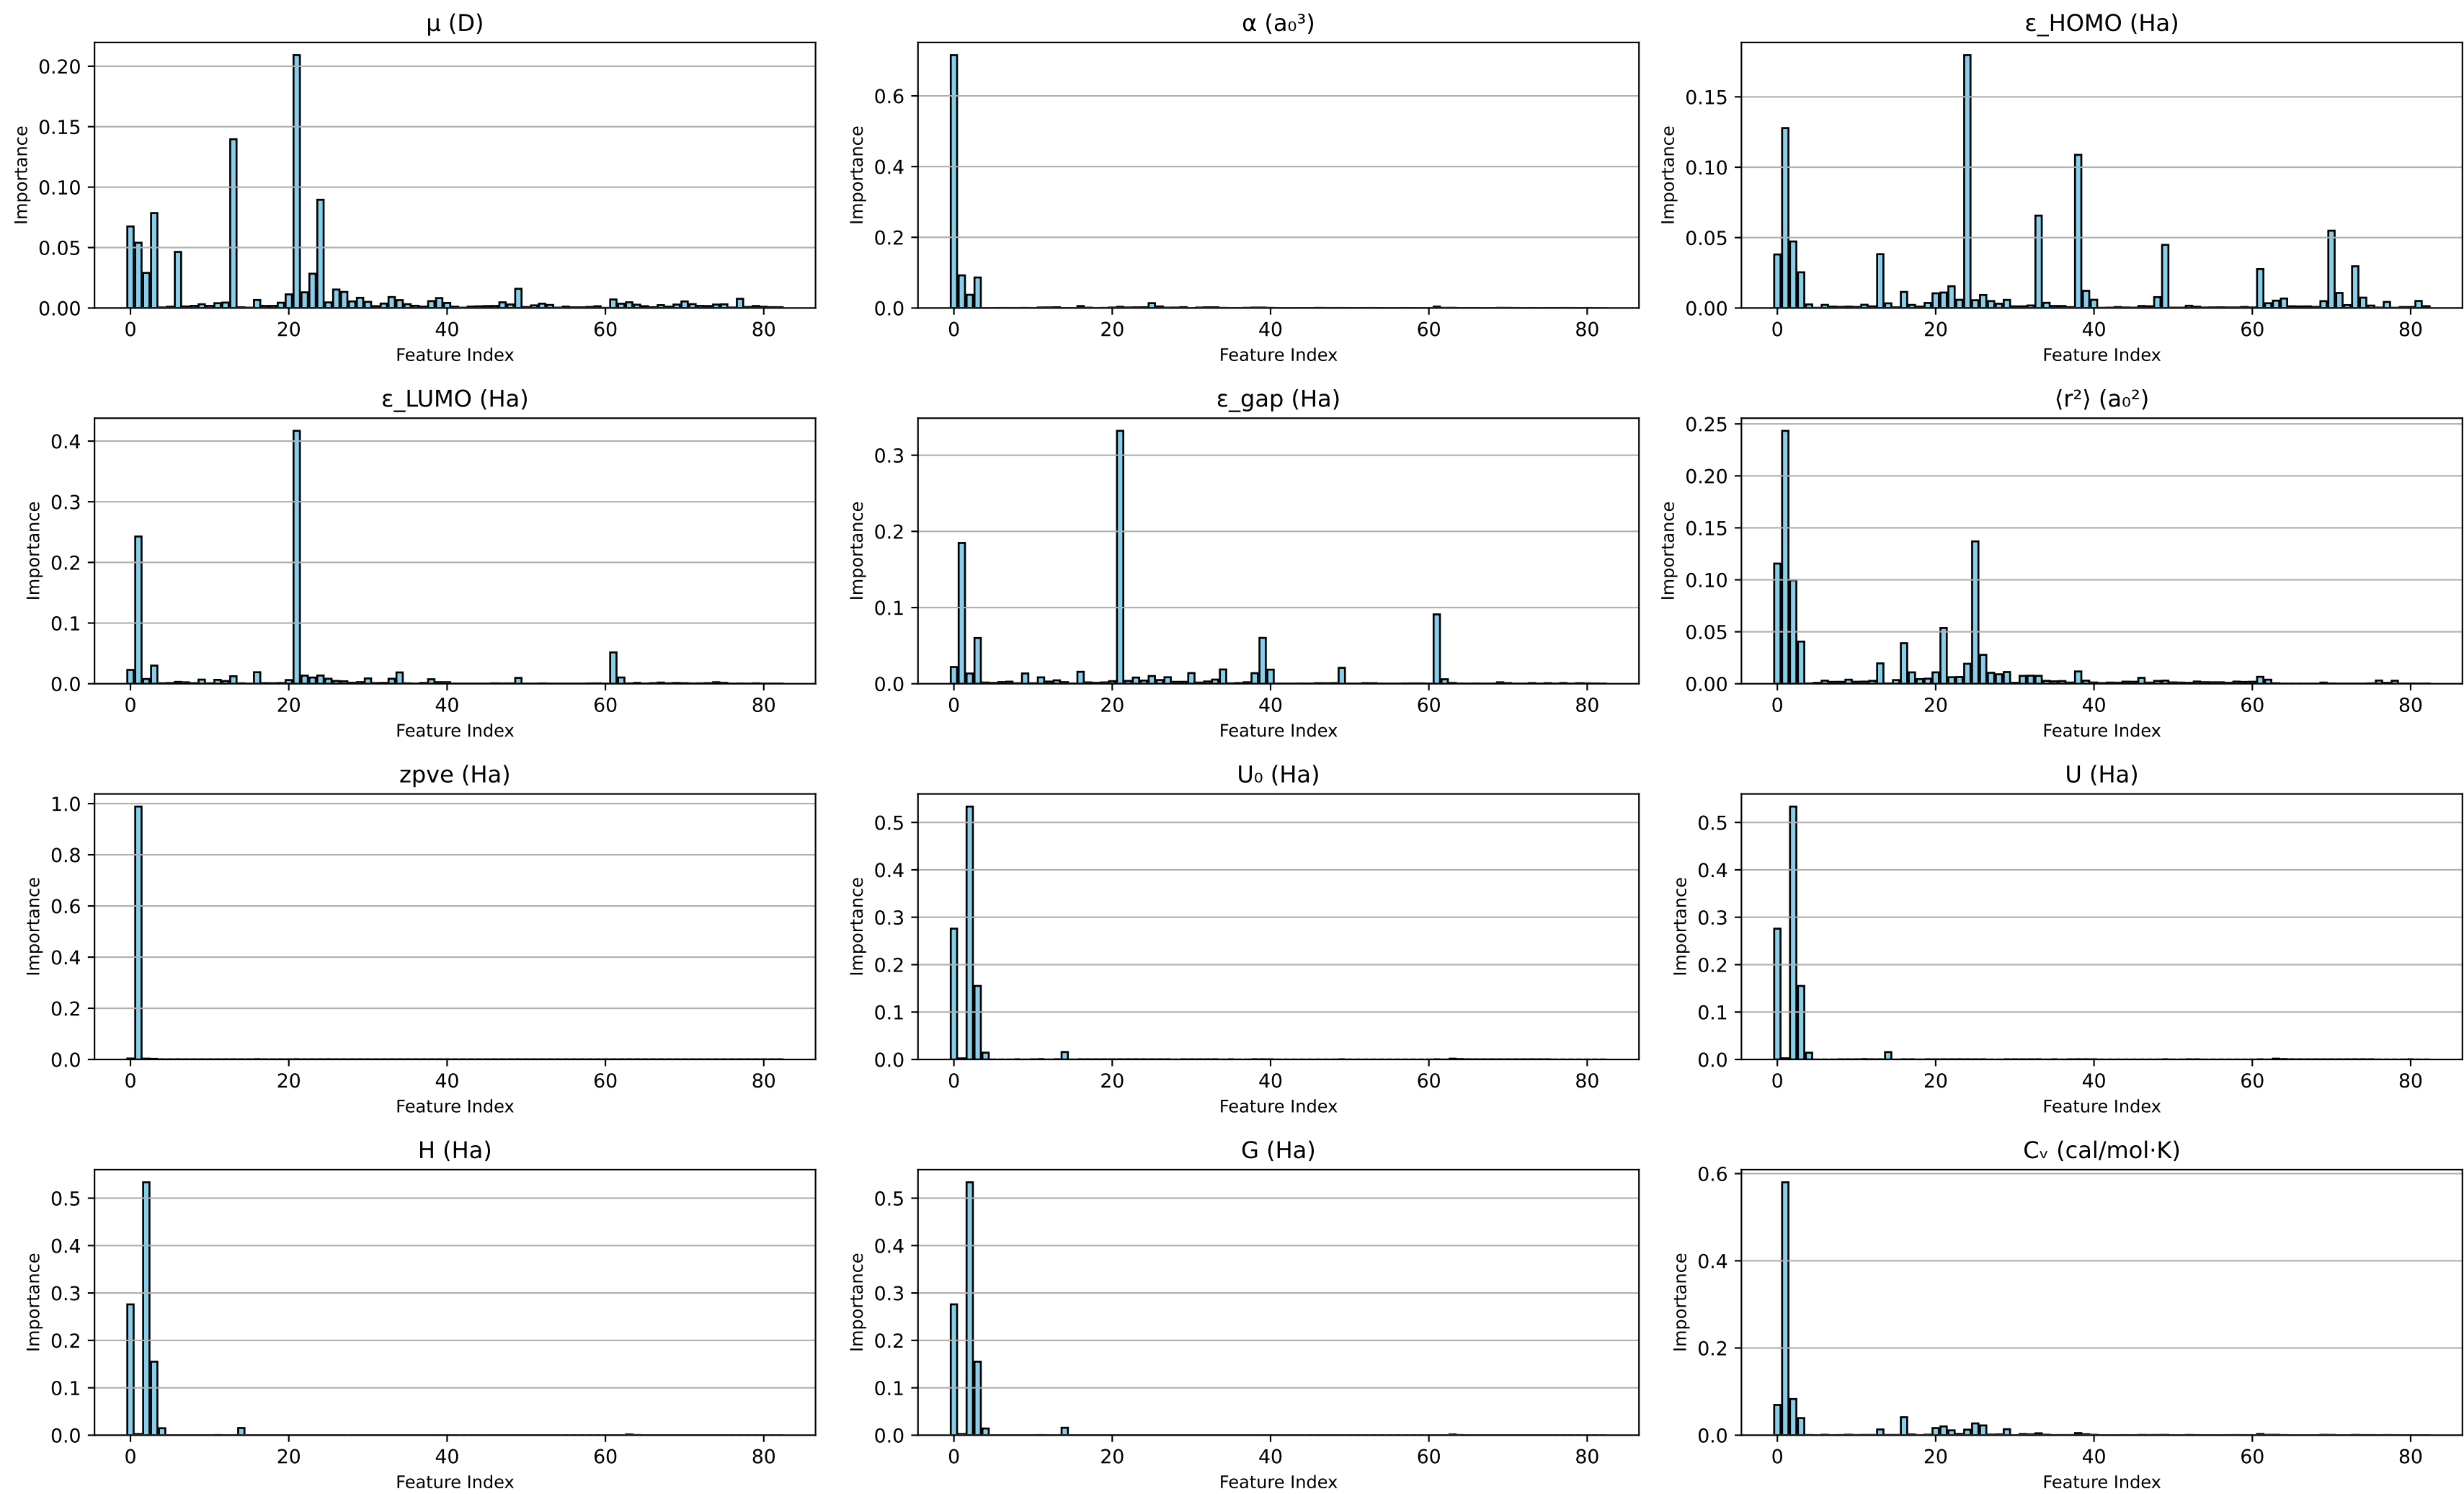 μ (D)
Importance
0.20
0.15
0.10
0.05
0.00
0 20 40 60 80
Feature Index
α (a₀³)
Importance
0.6
0.4
0.2
0.0
0 20 40 60 80
Feature Index
ε_HOMO (Ha)
Importance
0.15
0.10
0.05
0.00
0 20 40 60 80
Feature Index
ε_LUMO (Ha)
Importance
0.4
0.3
0.2
0.1
0.0
0 20 40 60 80
Feature Index
ε_gap (Ha)
Importance
0.3
0.2
0.1
0.0
0 20 40 60 80
Feature Index
⟨r²⟩ (a₀²)
Importance
0.25
0.20
0.15
0.10
0.05
0.00
0 20 40 60 80
Feature Index
zpve (Ha)
Importance
1.0
0.8
0.6
0.4
0.2
0.0
0 20 40 60 80
Feature Index
U₀ (Ha)
Importance
0.5
0.4
0.3
0.2
0.1
0.0
0 20 40 60 80
Feature Index
U (Ha)
Importance
0.5
0.4
0.3
0.2
0.1
0.0
0 20 40 60 80
Feature Index
H (Ha)
Importance
0.5
0.4
0.3
0.2
0.1
0.0
0 20 40 60 80
Feature Index
G (Ha)
Importance
0.5
0.4
0.3
0.2
0.1
0.0
0 20 40 60 80
Feature Index
Cᵥ (cal/mol·K)
Importance
0.6
0.4
0.2
0.0
0 20 40 60 80
Feature Index